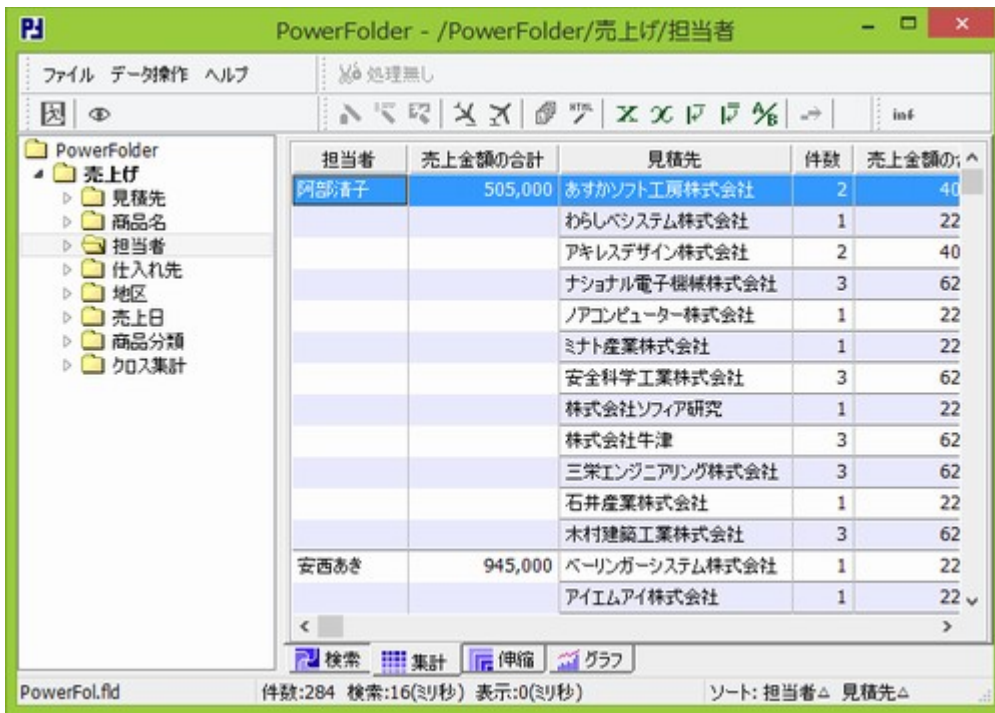 PowerFolder - /PowerFolder/売上げ/担当者
ファイル データ操作 ヘルプ 処理無し
inf
PowerFolder
売上げ
見積先
商品名
担当者
仕入れ先
地区
売上日
商品分類
クロス集計
担当者 売上金額の合計 見積先 件数 売上金額の
阿部清子 505,000 あすかソフト工房株式会社 2 40
わらしべシステム株式会社 1 22
アキレスデザイン株式会社 2 40
ナショナル電子機械株式会社 3 62
ノアコンピューター株式会社 1 22
ミナト産業株式会社 1 22
安全科学工業株式会社 3 62
株式会社ソフィア研究 1 22
株式会社牛津 3 62
三栄エンジニアリング株式会社 3 62
石井産業株式会社 1 22
木村建築工業株式会社 3 62
安西あき 945,000 ベーリンガーシステム株式会社 1 22
アイエムアイ株式会社 1 22
検索 集計 伸縮 グラフ
PowerFol.fld 件数:284 検索:16(ミリ秒) 表示:0(ミリ秒) ソート: 担当者△ 見積先△